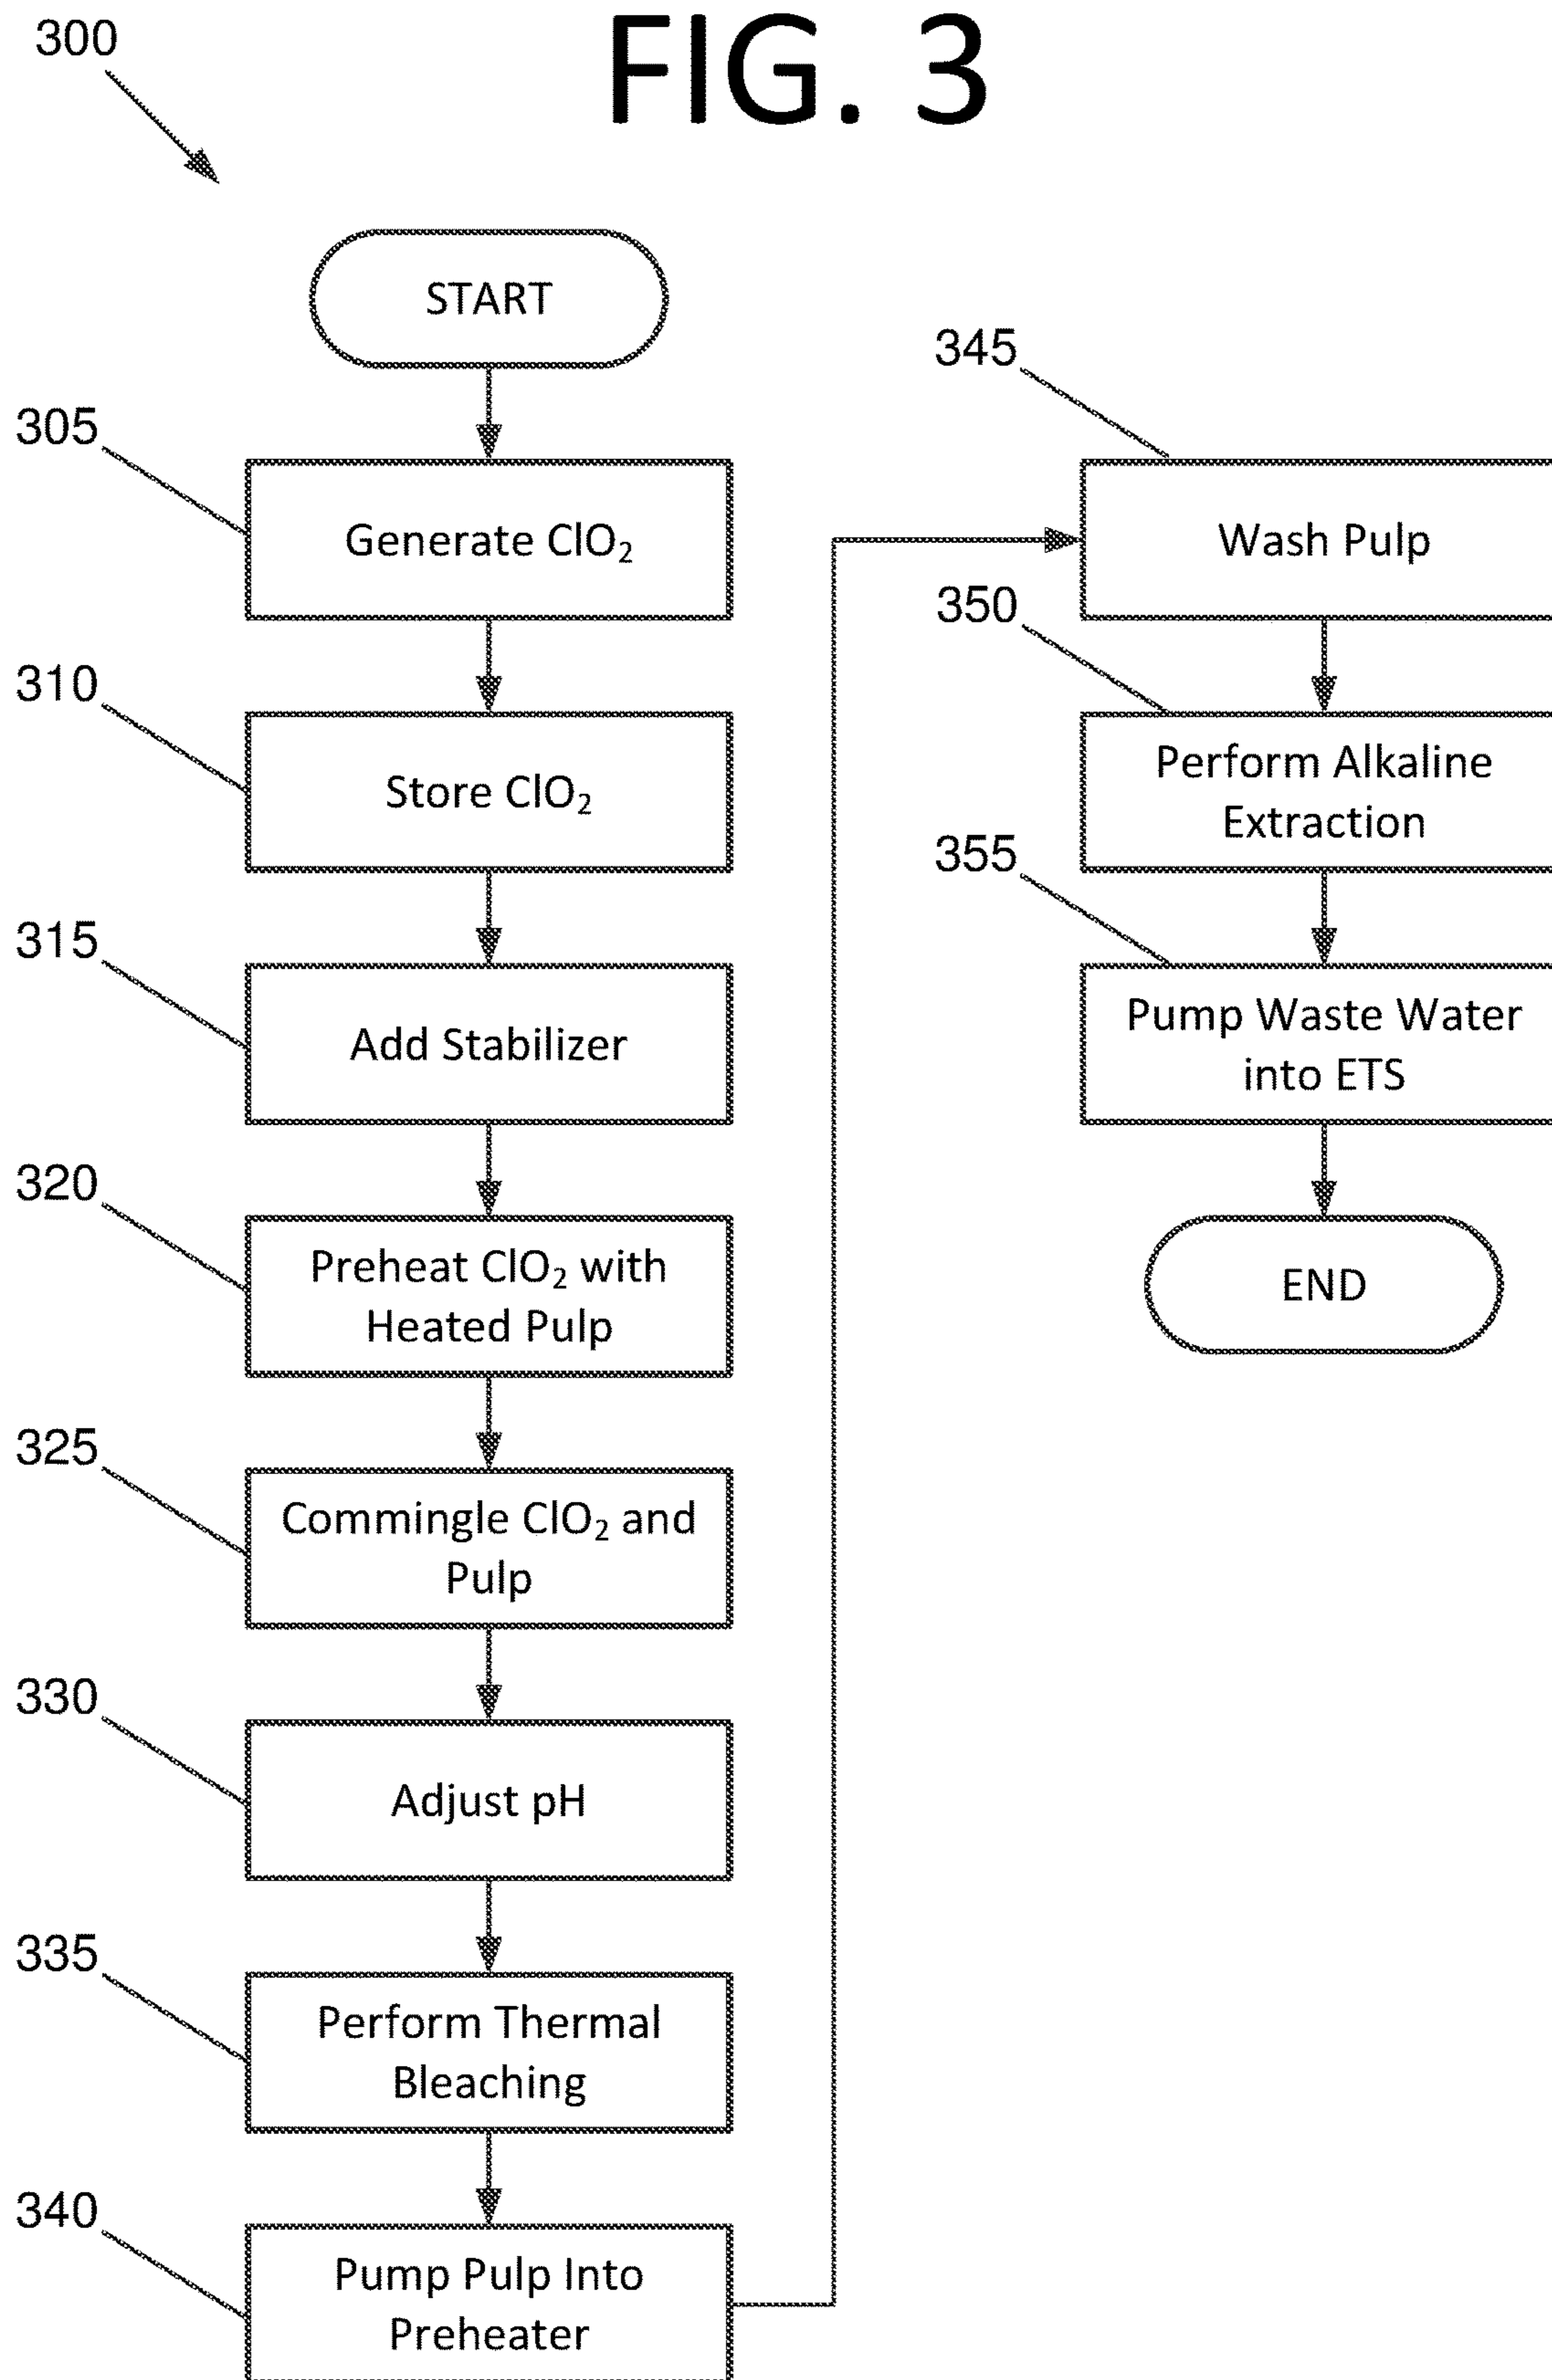 300
FIG. 3
START
305
Generate ClO₂
310
Store ClO₂
315
Add Stabilizer
320
Preheat ClO₂ with
Heated Pulp
325
Commingle ClO₂ and
Pulp
330
Adjust pH
335
Perform Thermal
Bleaching
340
Pump Pulp Into
Preheater
345
Wash Pulp
350
Perform Alkaline
Extraction
355
Pump Waste Water
into ETS
END